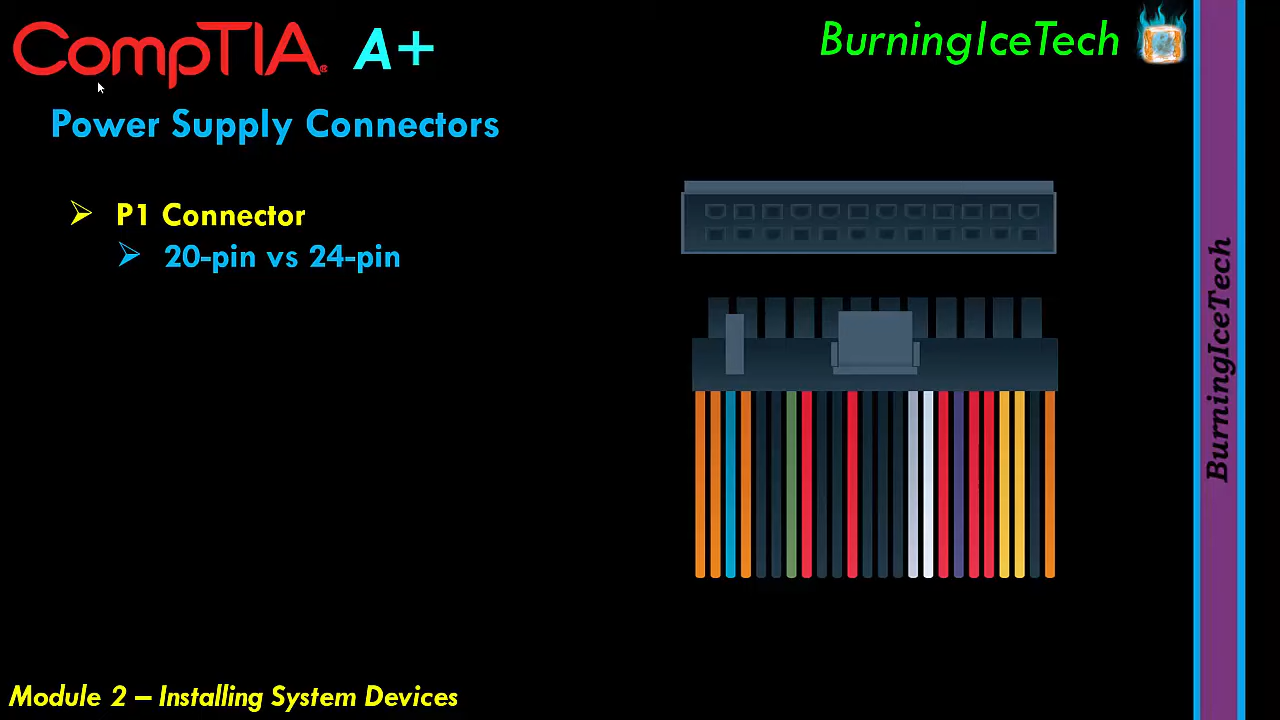 CompTIA® A+
BurningIceTech
Power Supply Connectors
P1 Connector
20-pin vs 24-pin
BurningIceTech
Module 2 – Installing System Devices